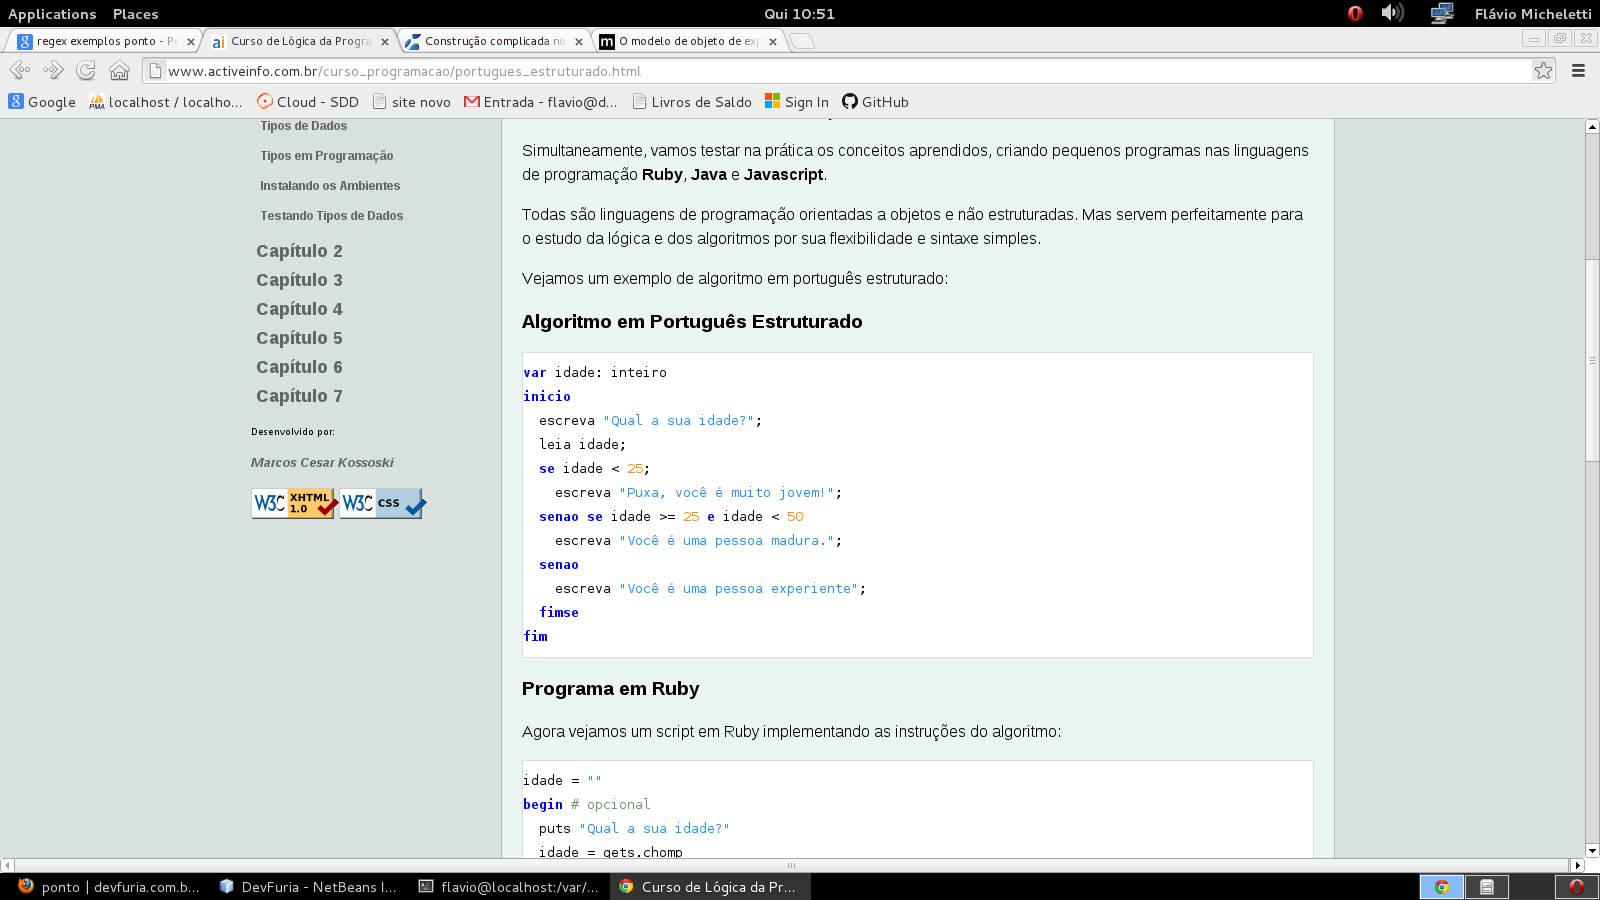 Applications Places Qui 10:51 Flávio Micheletti
regex exemplos ponto - Pe Curso de Lógica da Progra Construção complicada no O modelo de objeto de exp
www.activeinfo.com.br/curso_programacao/portugues_estruturado.html
Google localhost / localho... Cloud - SDD site novo Entrada - flavio@d... Livros de Saldo Sign In GitHub
Tipos de Dados
Tipos em Programação
Instalando os Ambientes
Testando Tipos de Dados
Capítulo 2
Capítulo 3
Capítulo 4
Capítulo 5
Capítulo 6
Capítulo 7
Desenvolvido por:
Marcos Cesar Kossoski
W3C XHTML 1.0 W3C CSS
Simultaneamente, vamos testar na prática os conceitos aprendidos, criando pequenos programas nas linguagens
de programação Ruby, Java e Javascript.
Todas são linguagens de programação orientadas a objetos e não estruturadas. Mas servem perfeitamente para
o estudo da lógica e dos algoritmos por sua flexibilidade e sintaxe simples.
Vejamos um exemplo de algoritmo em português estruturado:
Algoritmo em Português Estruturado
var idade: inteiro
inicio
escreva "Qual a sua idade?";
leia idade;
se idade < 25;
escreva "Puxa, você é muito jovem!";
senao se idade >= 25 e idade < 50
escreva "Você é uma pessoa madura.";
senao
escreva "Você é uma pessoa experiente";
fimse
fim
Programa em Ruby
Agora vejamos um script em Ruby implementando as instruções do algoritmo:
idade = ""
begin # opcional
puts "Qual a sua idade?"
idade = gets.chomp
ponto | devfuria.com.b... DevFuria - NetBeans I... flavio@localhost:/var/... Curso de Lógica da Pr...